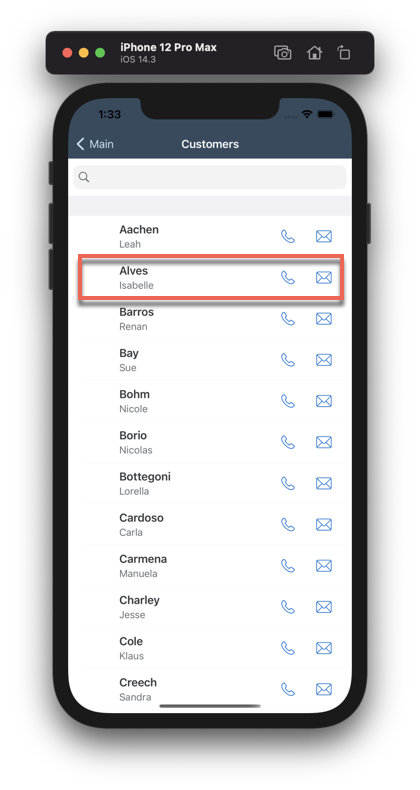 iPhone 12 Pro Max
iOS 14.3
1:33
Main
Customers
Aachen
Leah
Alves
Isabelle
Barros
Renan
Bay
Sue
Bohm
Nicole
Borio
Nicolas
Bottegoni
Lorella
Cardoso
Carla
Carmena
Manuela
Charley
Jesse
Cole
Klaus
Creech
Sandra